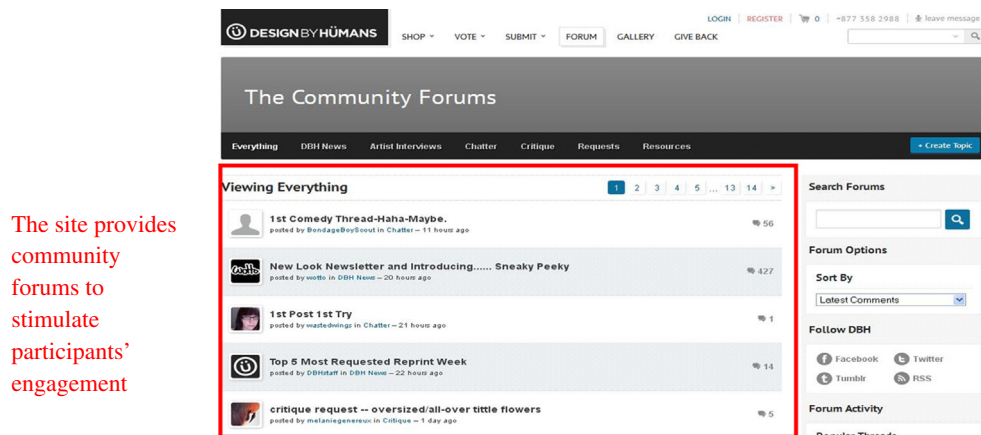 LOGIN REGISTER 0 +877 358 2988 leave message
DESIGN BY HÜMANS SHOP VOTE SUBMIT FORUM GALLERY GIVE BACK
The Community Forums
Everything DBH News Artist Interviews Chatter Critique Requests Resources + Create Topic
The site provides
community
forums to
stimulate
participants’
engagement
Viewing Everything 1 2 3 4 5 ... 13 14 »
1st Comedy Thread-Haha-Maybe. 56
posted by BondageBoyScout in Chatter – 11 hours ago
New Look Newsletter and Introducing...... Sneaky Peeky 427
posted by wotto in DBH News – 20 hours ago
1st Post 1st Try 1
posted by wastedwings in Chatter – 21 hours ago
Top 5 Most Requested Reprint Week 14
posted by DBHstaff in DBH News – 22 hours ago
critique request -- oversized/all-over tittle flowers 5
posted by melaniegenereux in Critique – 1 day ago
Search Forums
Forum Options
Sort By
Latest Comments
Follow DBH
Facebook Twitter
Tumblr RSS
Forum Activity
Popular Threads